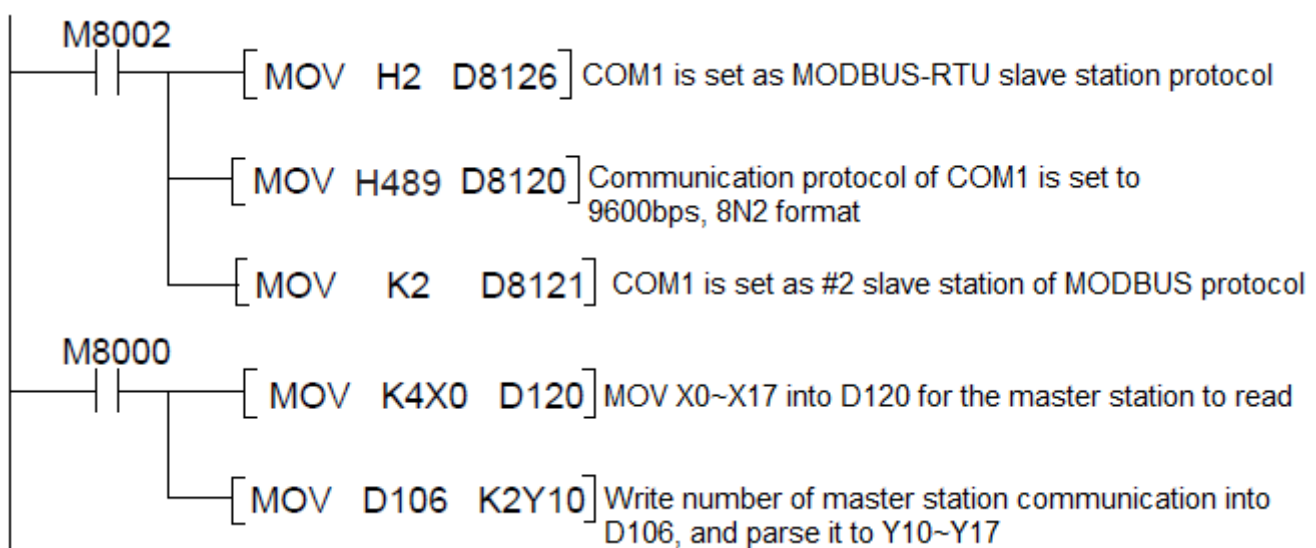 M8002
MOV H2 D8126 COM1 is set as MODBUS-RTU slave station protocol
MOV H489 D8120 Communication protocol of COM1 is set to
9600bps, 8N2 format
MOV K2 D8121 COM1 is set as #2 slave station of MODBUS protocol
M8000
MOV K4X0 D120 MOV X0~X17 into D120 for the master station to read
MOV D106 K2Y10 Write number of master station communication into
D106, and parse it to Y10~Y17